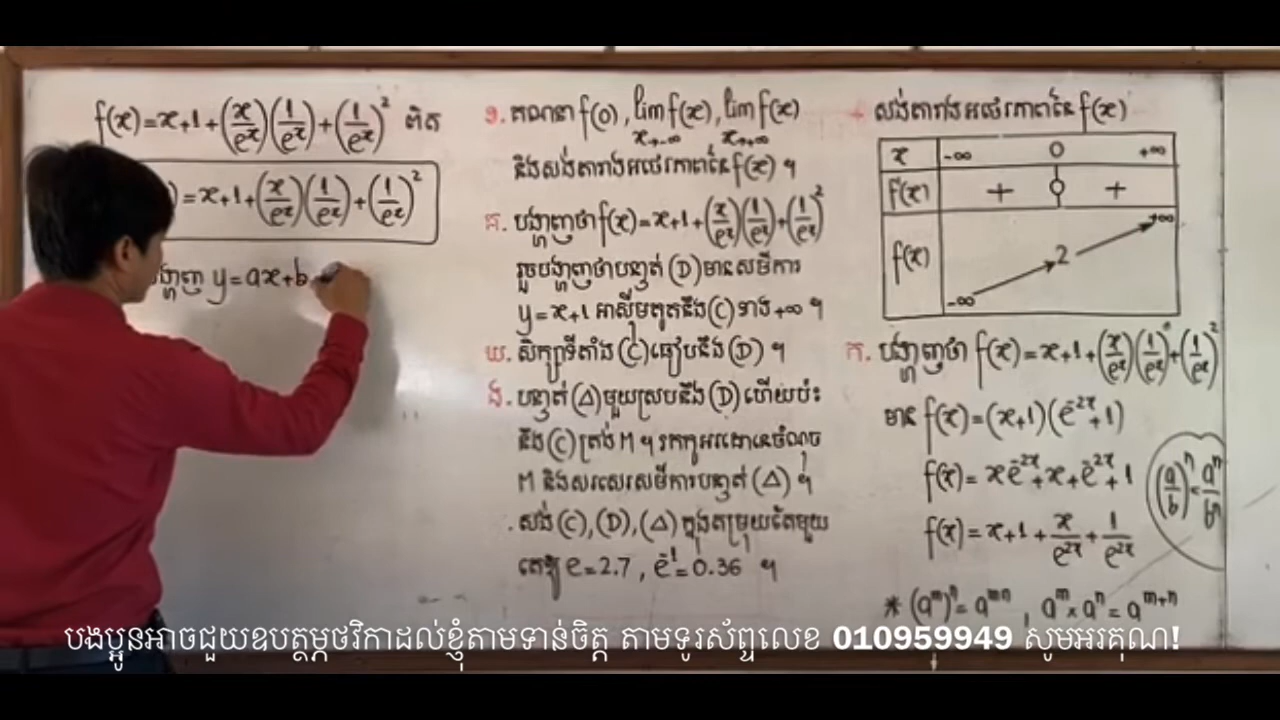 f(x)=x+1+(x/eˣ)(1/eˣ)+(1/eˣ)² ពិត
)=x+1+(x/eˣ)(1/eˣ)+(1/eˣ)²
បង្ហាញ y=ax+b
១. គណនា f(0), lim f(x), lim f(x)
x→-∞ x→+∞
និងសង់តារាងអថេរភាពនៃ f(x) ។
គ. បង្ហាញថា f(x)=x+1+(x/eˣ)(1/eˣ)+(1/eˣ)²
រួចបង្ហាញថាបន្ទាត់ (D) មានសមីការ
y=x+1 អាស៊ីមតូតនឹង (C) ខាង +∞ ។
ឃ. សិក្សាទីតាំង (C) ធៀបនឹង (D) ។
ង. បន្ទាត់ (Δ) មួយស្របនឹង (D) ហើយប៉ះ
នឹង (C) ត្រង់ M ។ រកកូអរដោនេចំណុច
M និងសរសេរសមីការបន្ទាត់ (Δ) ។
. សង់ (C), (D), (Δ) ក្នុងតម្រុយតែមួយ
គេឲ្យ e=2.7 , e⁻¹=0.36 ។
+ សង់តារាងអថេរភាពនៃ f(x)
x -∞ 0 +∞
f'(x) + 0 +
f(x) -∞ 2 +∞
គ. បង្ហាញថា f(x)=x+1+(x/eˣ)(1/eˣ)+(1/eˣ)²
មាន f(x)=(x+1)(e⁻²ˣ+1)
f(x)=xe⁻²ˣ+x+e⁻²ˣ+1
f(x)=x+1+x/e²ˣ+1/e²ˣ
(a/b)ⁿ=aⁿ/bⁿ
* (aᵐ)ⁿ=aᵐⁿ , aᵐ×aⁿ=aᵐ⁺ⁿ
បងប្អូនអាចជួយឧបត្ថម្ភថវិកាដល់ខ្ញុំតាមទាន់ចិត្ត តាមទូរស័ព្ទលេខ 010959949 សូមអរគុណ!